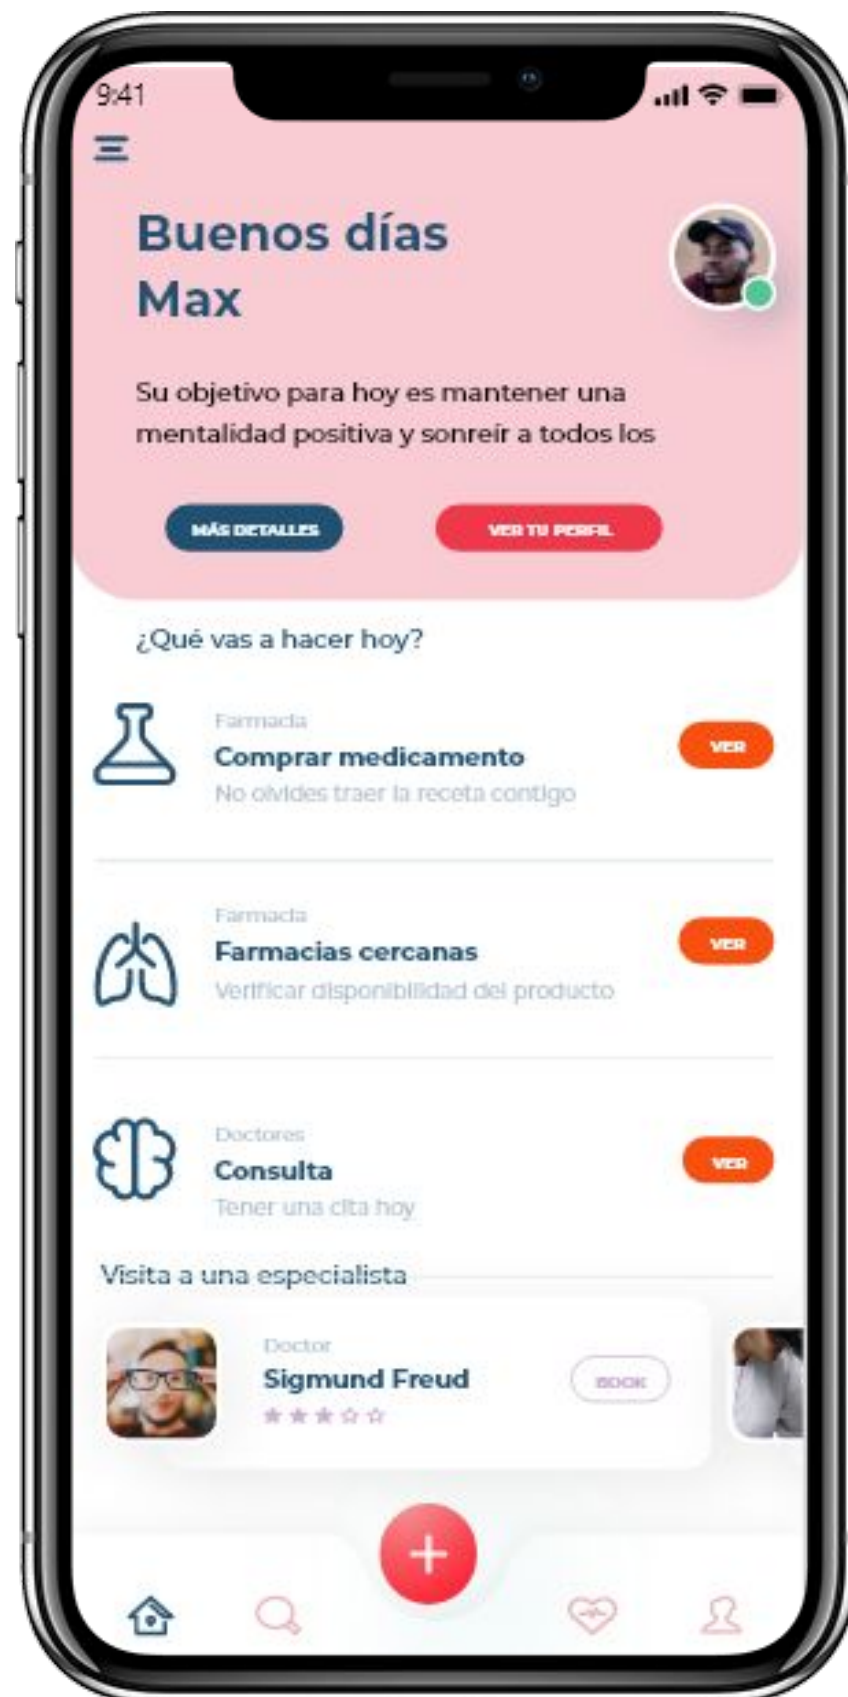 9:41
Buenos días
Max
Su objetivo para hoy es mantener una
mentalidad positiva y sonreír a todos los
MÁS DETALLES
VER TU PERFIL
¿Qué vas a hacer hoy?
Farmacia
Comprar medicamento
No olvides traer la receta contigo
VER
Farmacia
Farmacias cercanas
Verificar disponibilidad del producto
VER
Doctores
Consulta
Tener una cita hoy
VER
Visita a una especialista
Doctor
Sigmund Freud
BOOK